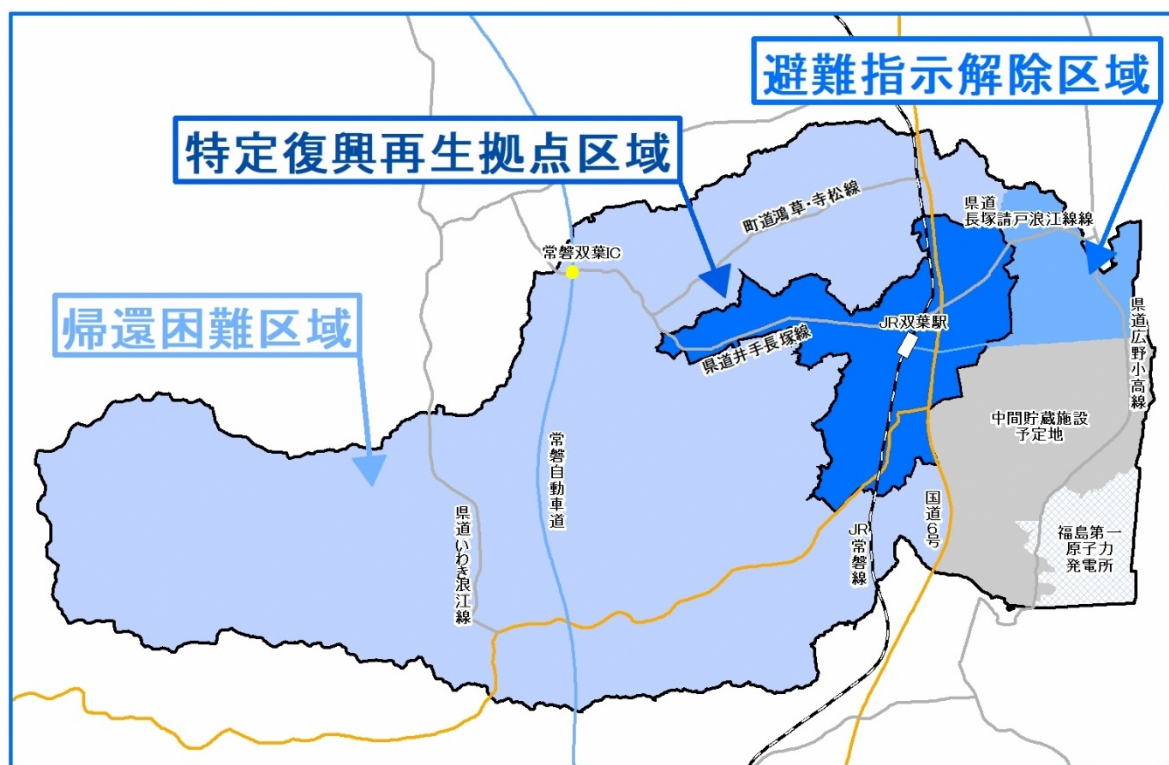 避難指示解除区域
特定復興再生拠点区域
町道鴻草・寺松線
県道
長塚請戸浪江線線
常磐双葉IC
帰還困難区域
JR双葉駅
県道井手長塚線
県道広野小高線
中間貯蔵施設
予定地
常磐自動車道
県道いわき浪江線
国道6号
JR常磐線
福島第一
原子力
発電所